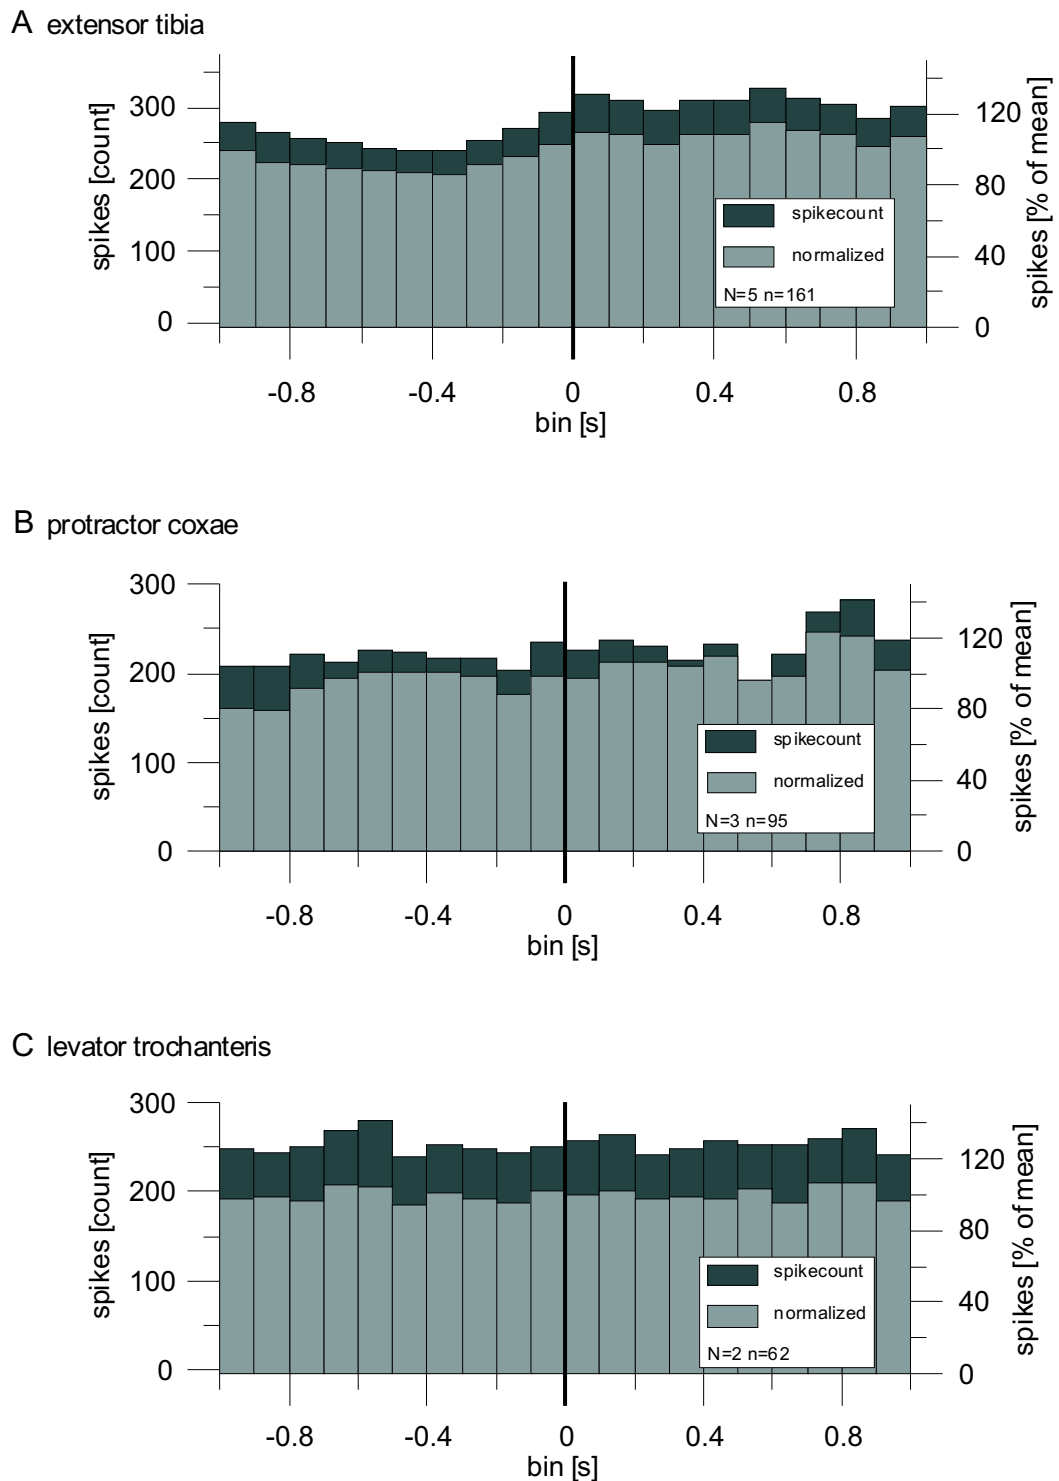 A extensor tibia
spikes [count]
300
200
100
0
spikes [% of mean]
120
80
40
0
spikecount
normalized
N=5 n=161
-0.8 -0.4 0 0.4 0.8
bin [s]
B protractor coxae
spikes [count]
300
200
100
0
spikes [% of mean]
120
80
40
0
spikecount
normalized
N=3 n=95
-0.8 -0.4 0 0.4 0.8
bin [s]
C levator trochanteris
spikes [count]
300
200
100
0
spikes [% of mean]
120
80
40
0
spikecount
normalized
N=2 n=62
-0.8 -0.4 0 0.4 0.8
bin [s]